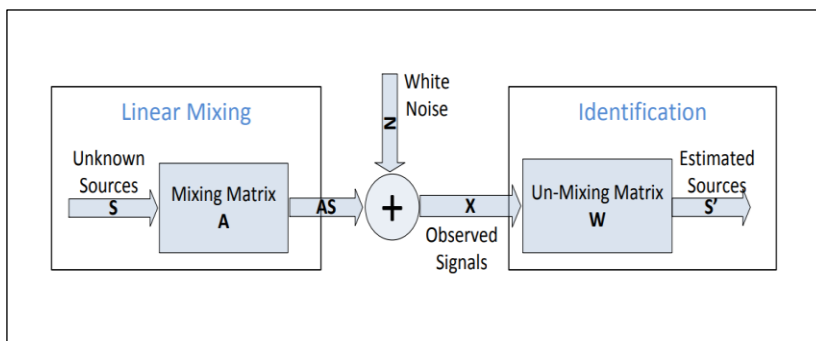 Linear Mixing
Unknown
Sources
S
Mixing Matrix
A
AS
White
Noise
N
+
X
Observed
Signals
Identification
Un-Mixing Matrix
W
Estimated
Sources
S'